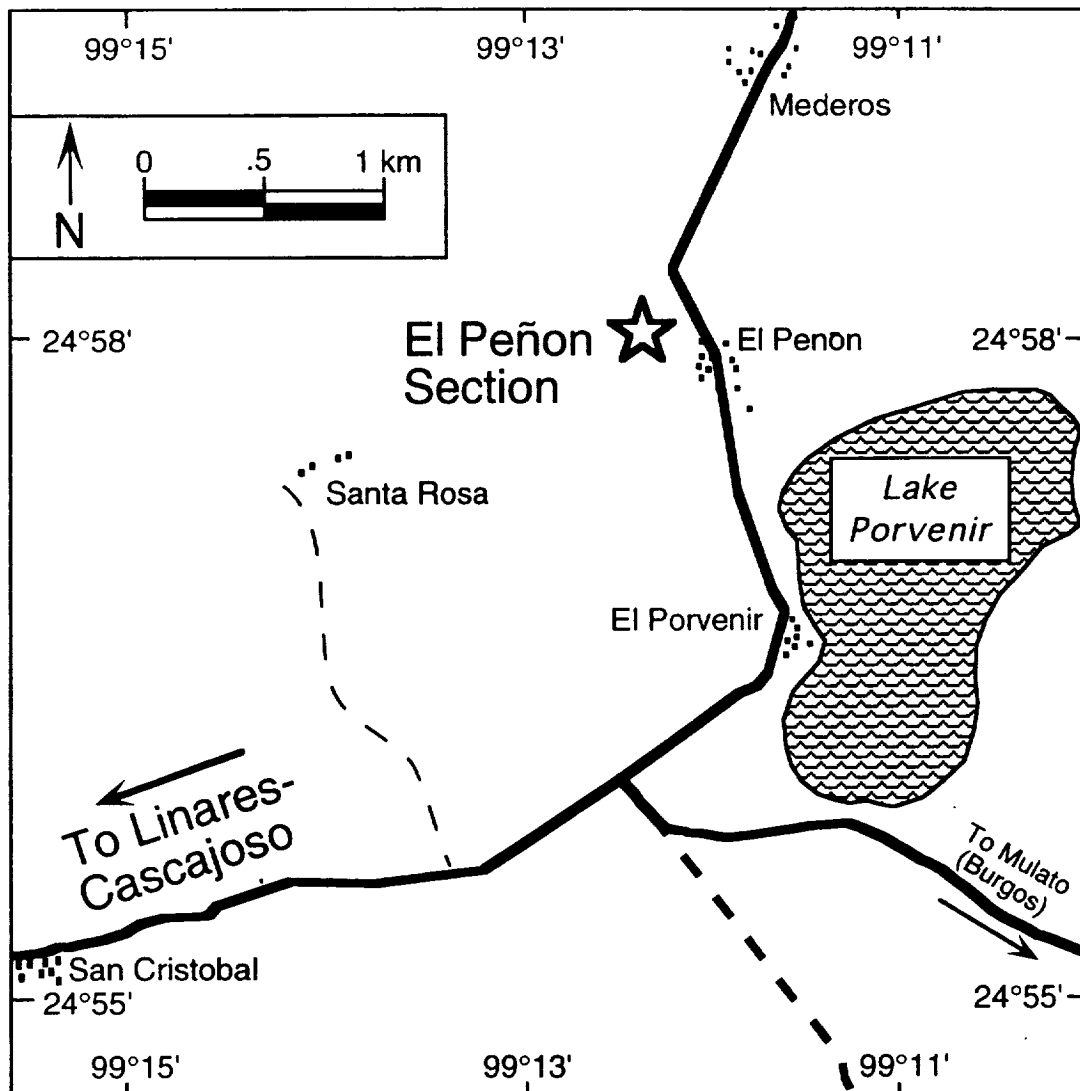 99°15'
99°13'
99°11'
Mederos
0 .5 1 km
N
El Peñon
Section
El Penon
24°58'
24°58'
Santa Rosa
Lake
Porvenir
El Porvenir
To Linares-
Cascajoso
To Mulato
(Burgos)
San Cristobal
24°55'
24°55'
99°15'
99°13'
99°11'